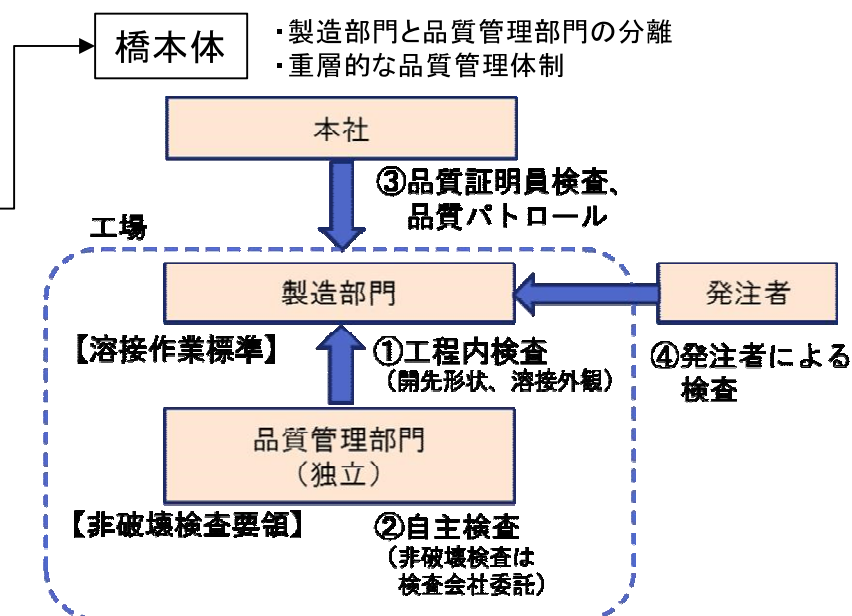 橋本体
・製造部門と品質管理部門の分離
・重層的な品質管理体制
本社
③品質証明員検査、
品質パトロール
工場
製造部門
発注者
【溶接作業標準】
①工程内検査
（開先形状、溶接外観）
④発注者による
検査
品質管理部門
（独立）
【非破壊検査要領】
②自主検査
（非破壊検査は
検査会社委託）